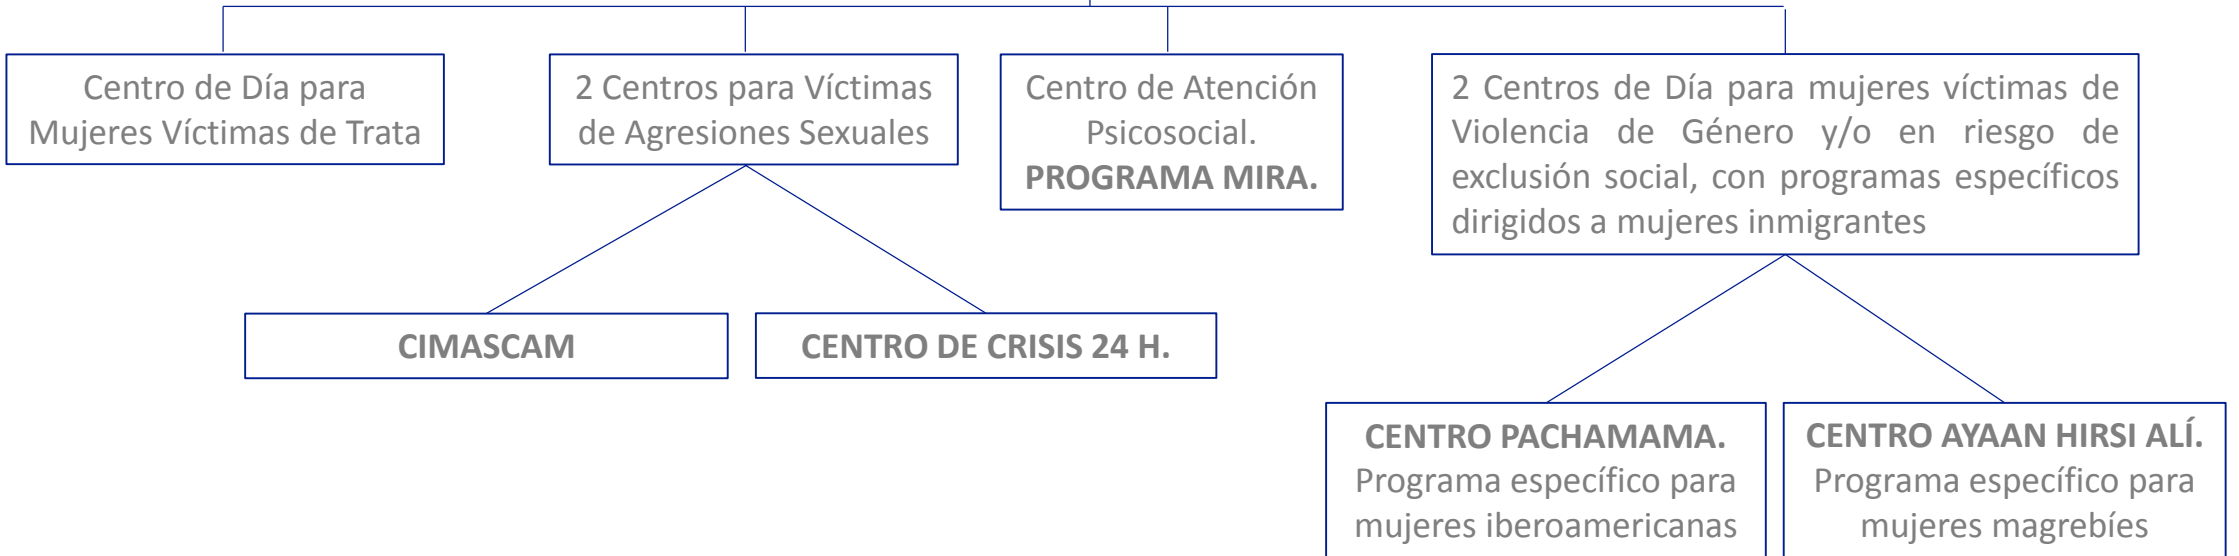 Centro de Día para
Mujeres Víctimas de Trata
2 Centros para Víctimas
de Agresiones Sexuales
Centro de Atención
Psicosocial.
PROGRAMA MIRA.
2 Centros de Día para mujeres víctimas de
Violencia de Género y/o en riesgo de
exclusión social, con programas específicos
dirigidos a mujeres inmigrantes
CIMASCAM
CENTRO DE CRISIS 24 H.
CENTRO PACHAMAMA.
Programa específico para
mujeres iberoamericanas
CENTRO AYAAN HIRSI ALÍ.
Programa específico para
mujeres magrebíes